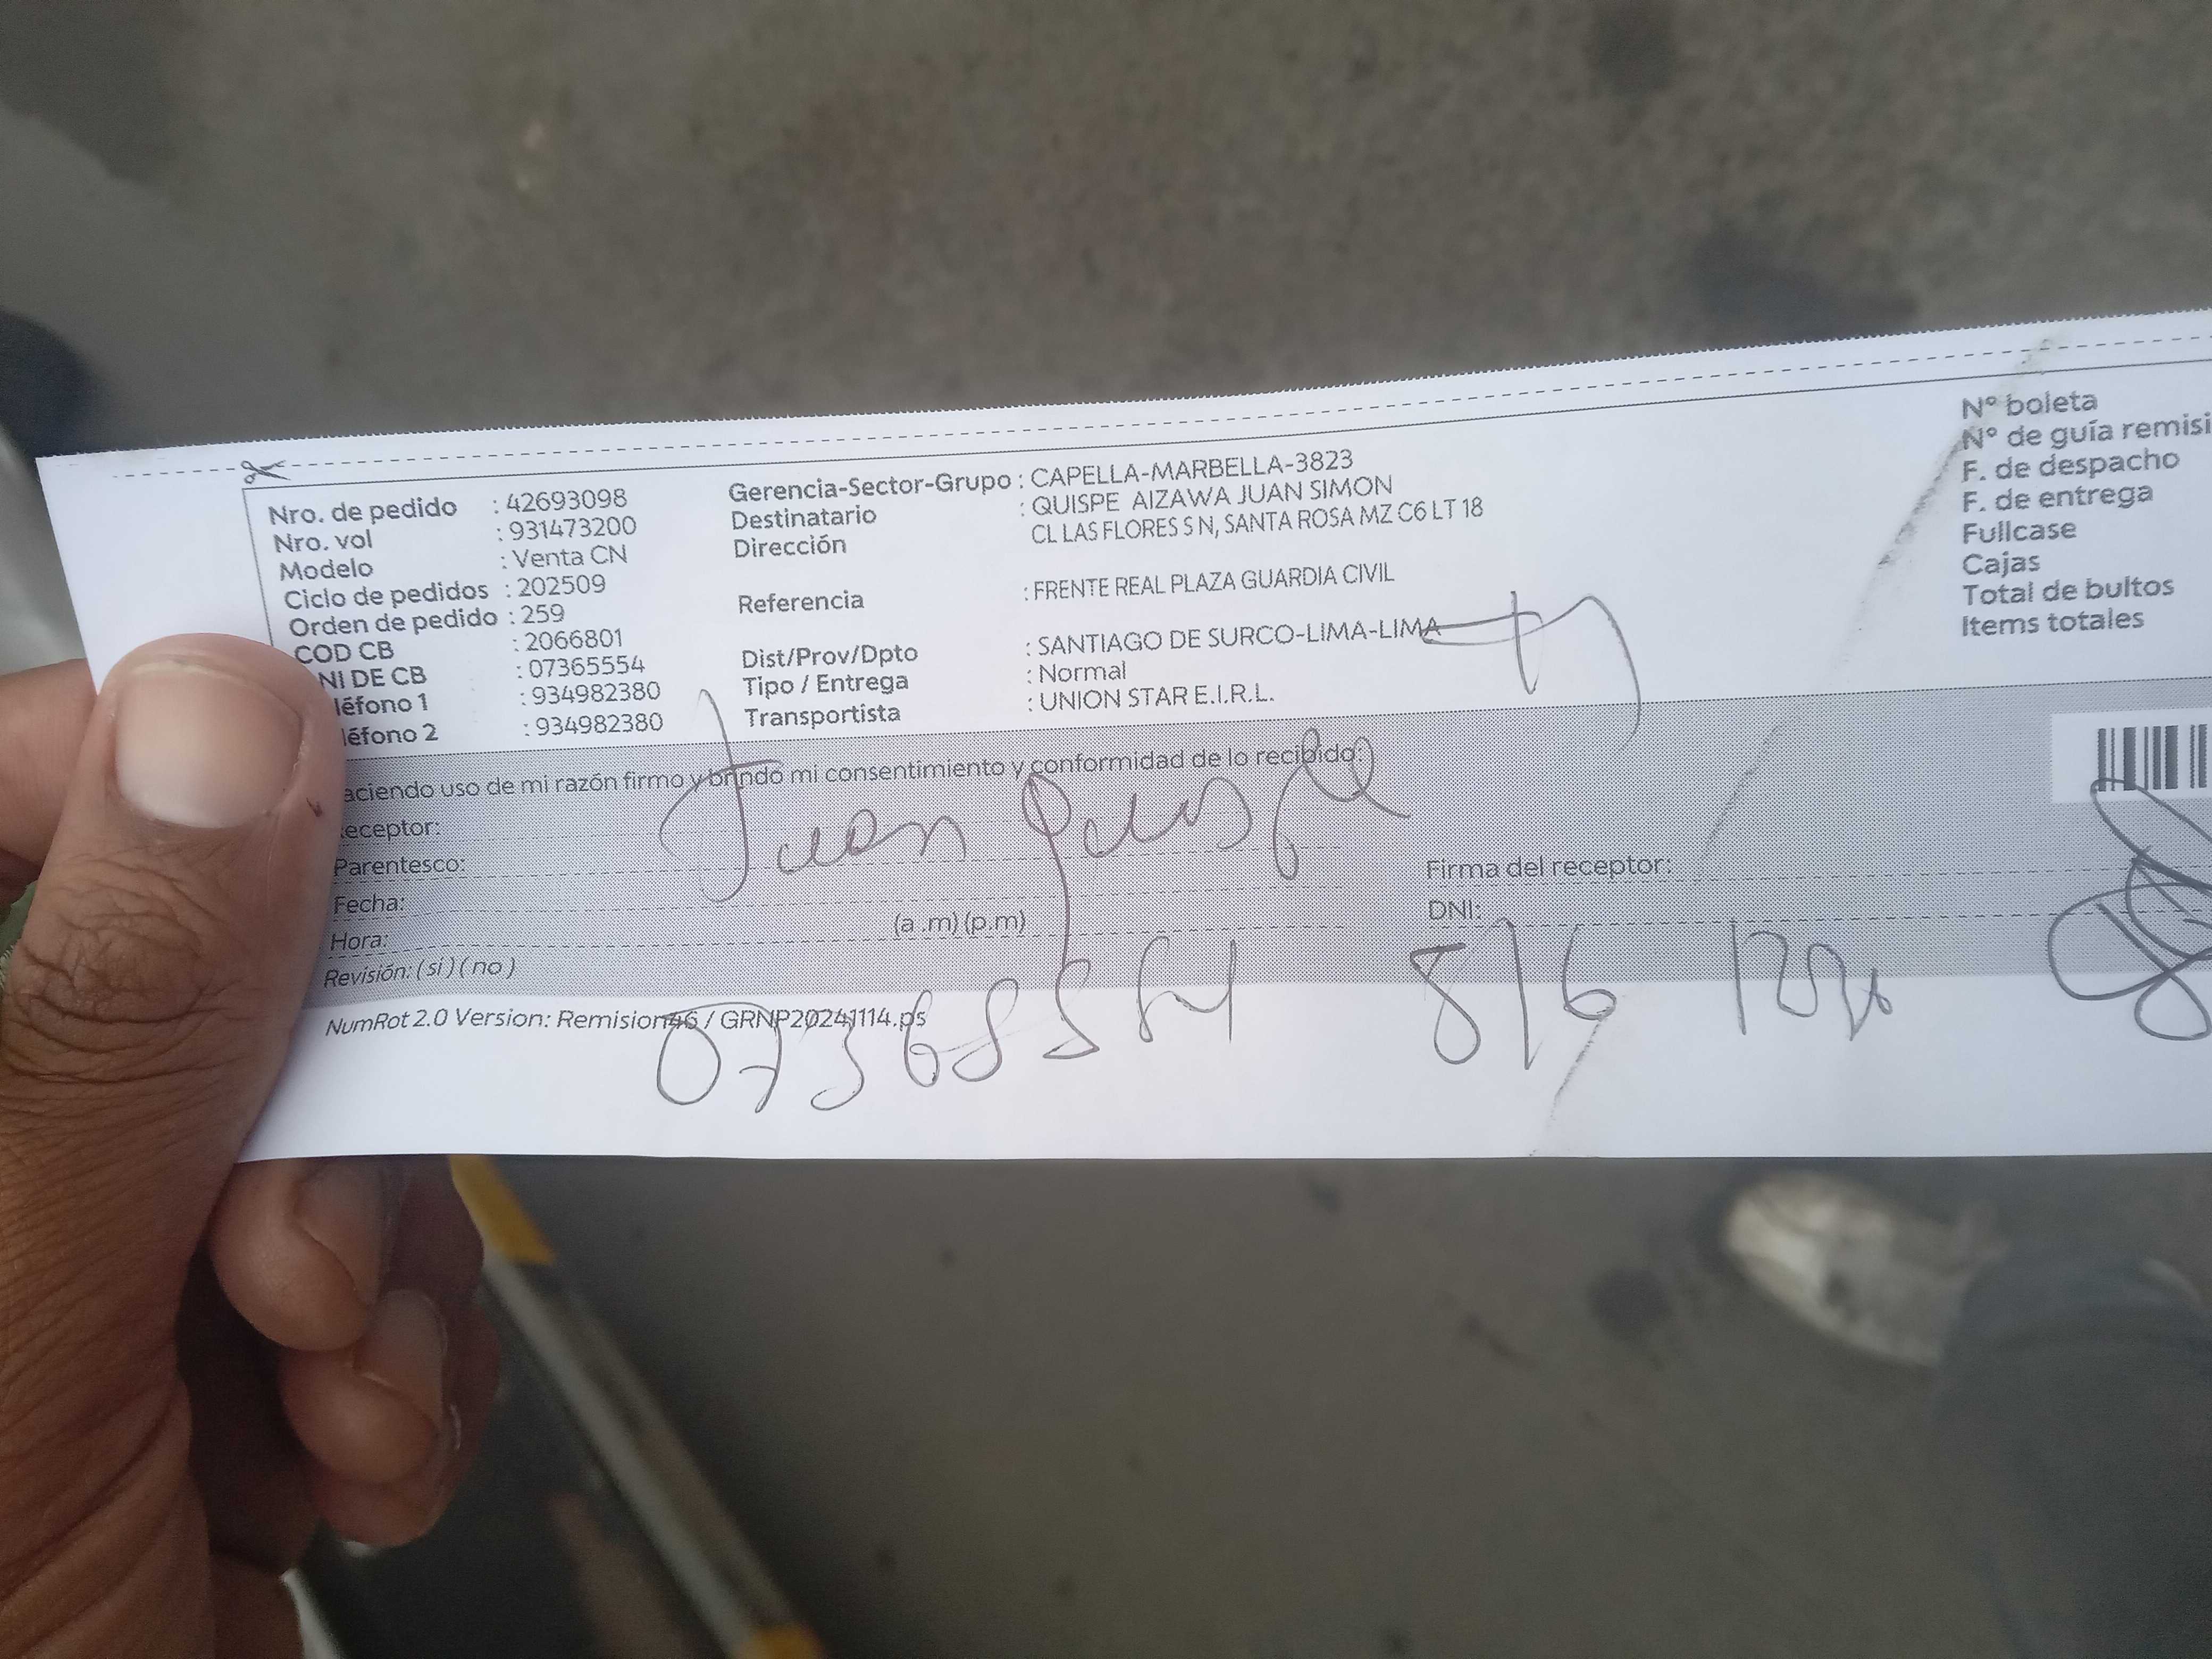 Nro. de pedido : 42693098
Nro. vol : 931473200
Modelo : Venta CN
Ciclo de pedidos : 202509
Orden de pedido : 259
COD CB : 2066801
NI DE CB : 07365554
léfono 1 : 934982380
léfono 2 : 934982380
Gerencia-Sector-Grupo : CAPELLA-MARBELLA-3823
Destinatario : QUISPE AIZAWA JUAN SIMON
Dirección CL LAS FLORES S N, SANTA ROSA MZ C6 LT 18
Referencia : FRENTE REAL PLAZA GUARDIA CIVIL
Dist/Prov/Dpto : SANTIAGO DE SURCO-LIMA-LIMA
Tipo / Entrega : Normal
Transportista : UNION STAR E.I.R.L.
N° boleta
N° de guía remisi
F. de despacho
F. de entrega
Fullcase
Cajas
Total de bultos
Items totales
aciendo uso de mi razón firmo y brindo mi consentimiento y conformidad de lo recibido.
eceptor: Juan Quispe
Parentesco:
Fecha:
Hora: (a .m) (p.m)
Revisión: ( si ) ( no )
Firma del receptor:
DNI:
NumRot 2.0 Version: Remision46 / GRNP20241114.ps
8/6